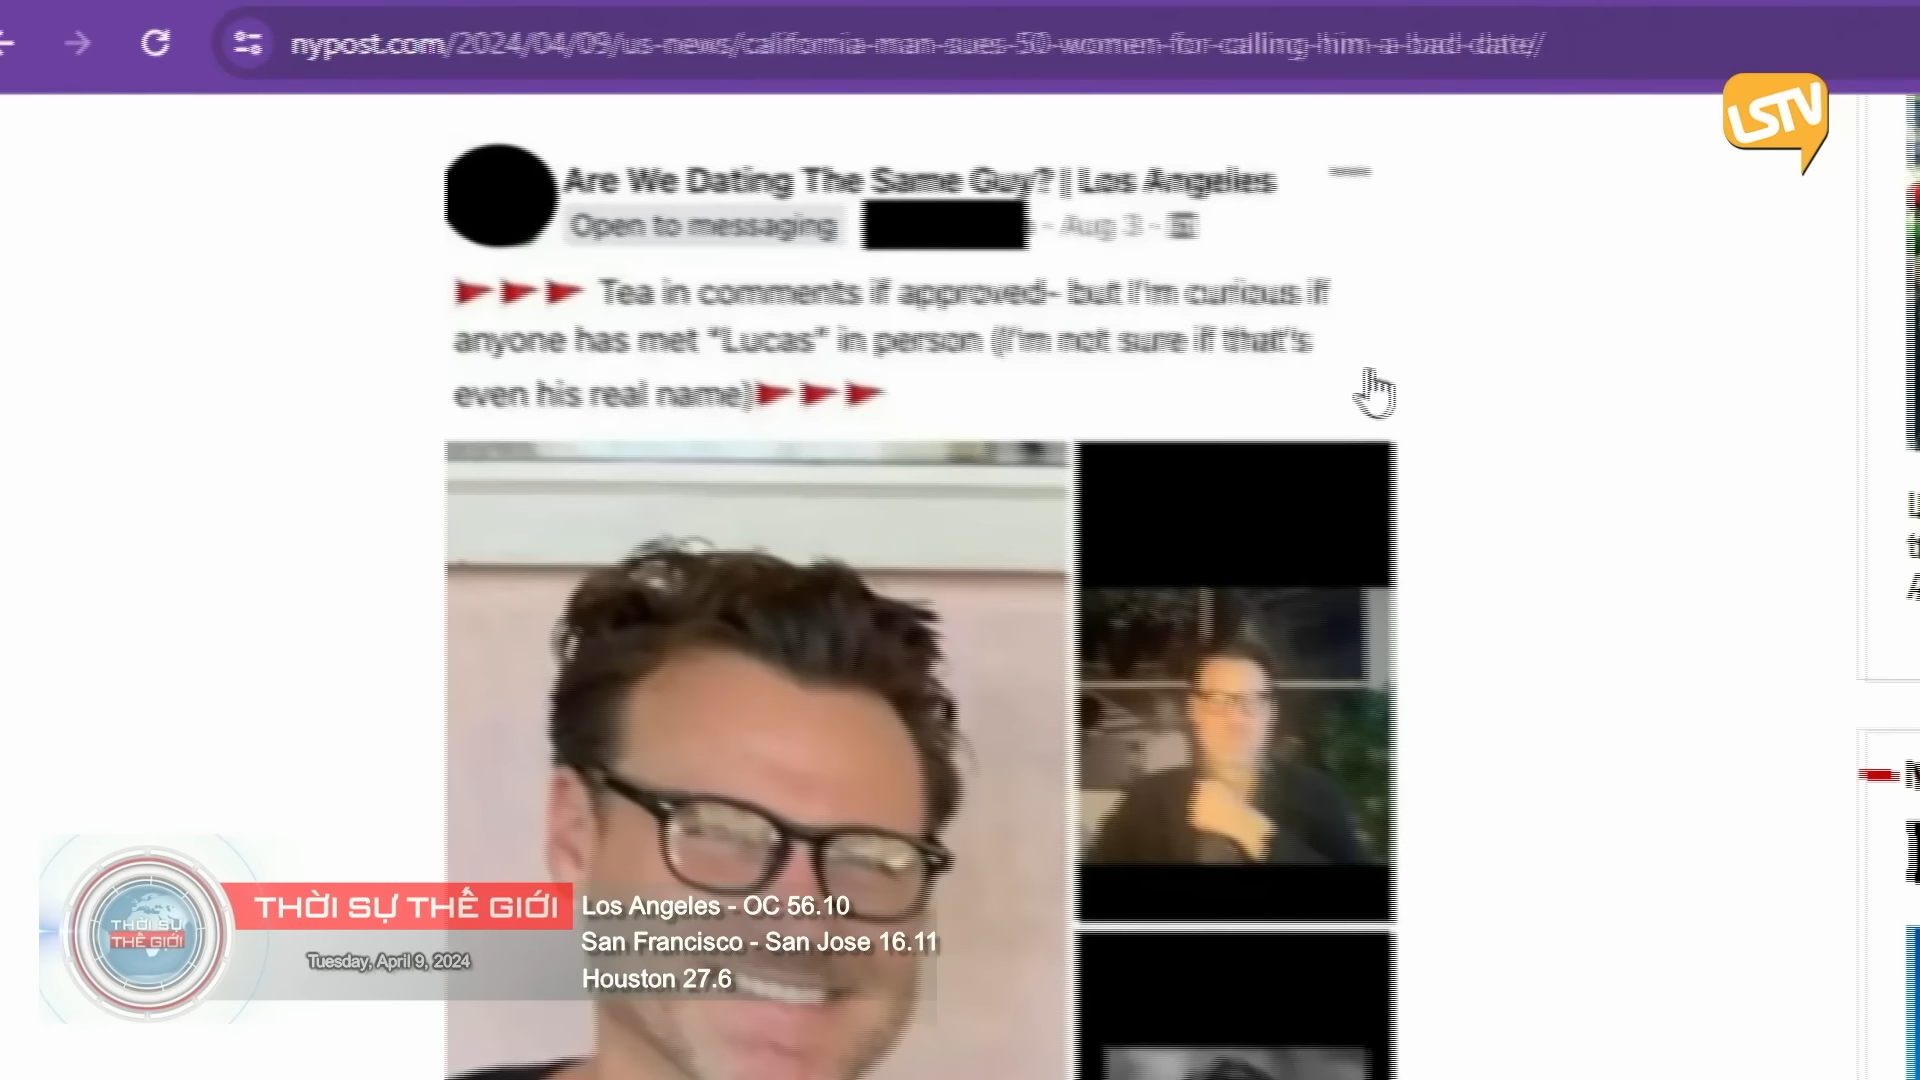 nypost.com/2024/04/09/us-news/california-man-sues-50-women-for-calling-him-a-bad-date//
LSTV
Are We Dating The Same Guy? || Los Angeles
Open to messaging
- Aug 3 -
Tea in comments if approved- but I'm curious if
anyone has met "Lucas" in person (I'm not sure if that's
even his real name)
THỜI SỰ THẾ GIỚI
THỜI SỰ
THẾ GIỚI
Tuesday, April 9, 2024
Los Angeles - OC 56.10
San Francisco - San Jose 16.11
Houston 27.6